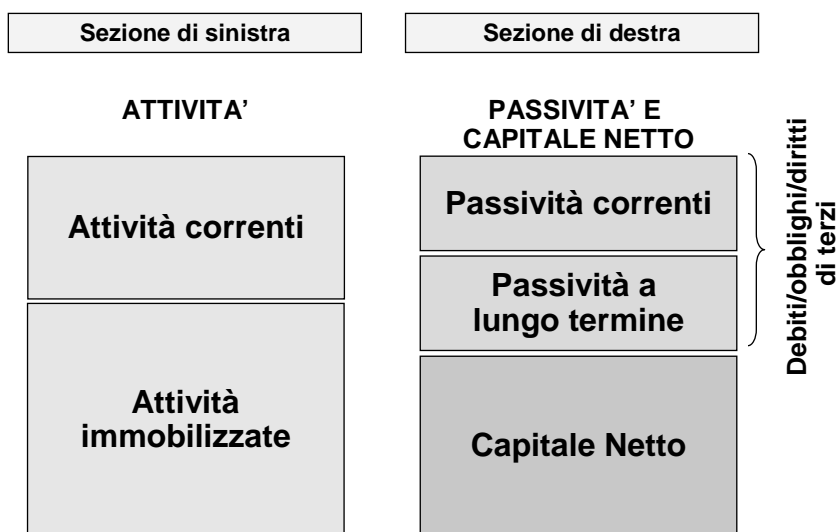 Sezione di sinistra
Sezione di destra
ATTIVITA’
PASSIVITA’ E
CAPITALE NETTO
Attività correnti
Attività
immobilizzate
Passività correnti
Passività a
lungo termine
Capitale Netto
Debiti/obblighi/diritti
di terzi